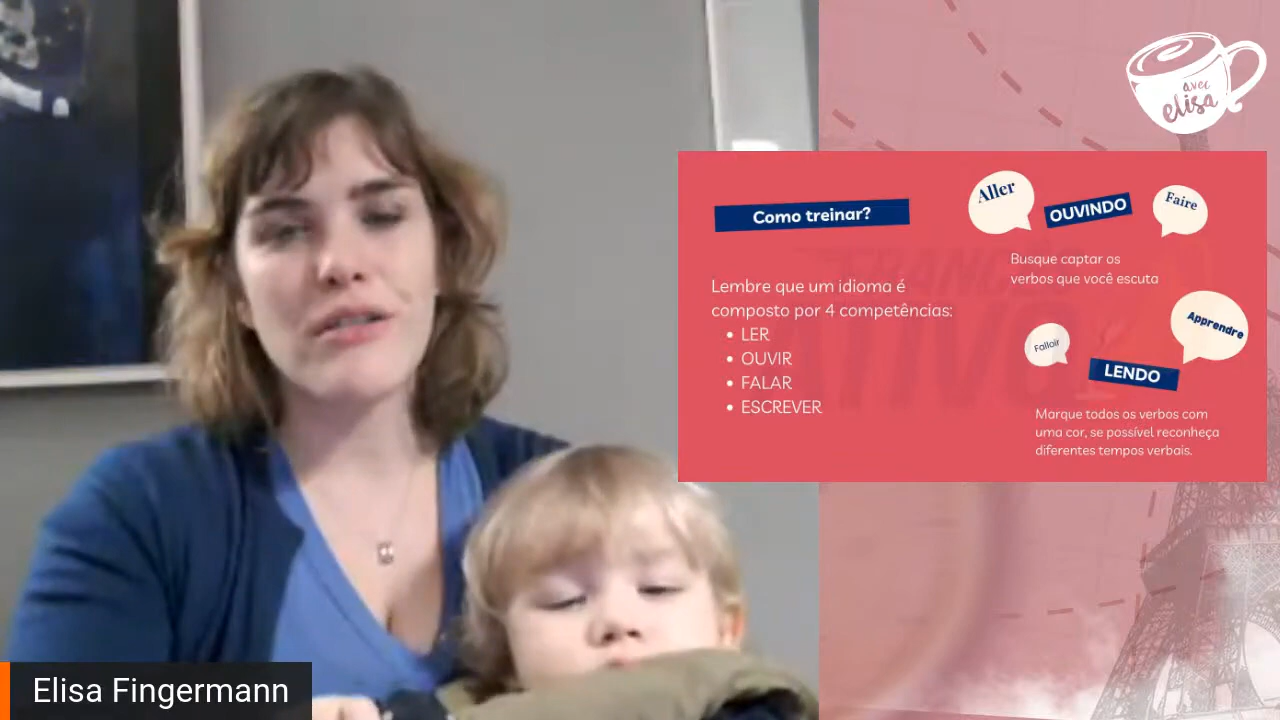 avec
elisa
Como treinar?
Lembre que um idioma é
composto por 4 competências:
• LER
• OUVIR
• FALAR
• ESCREVER
Aller
OUVINDO
Faire
Busque captar os
verbos que você escuta
Falloir
LENDO
Apprendre
Marque todos os verbos com
uma cor, se possível reconheça
diferentes tempos verbais.
FRANCÊS
ATIVO
Elisa Fingermann